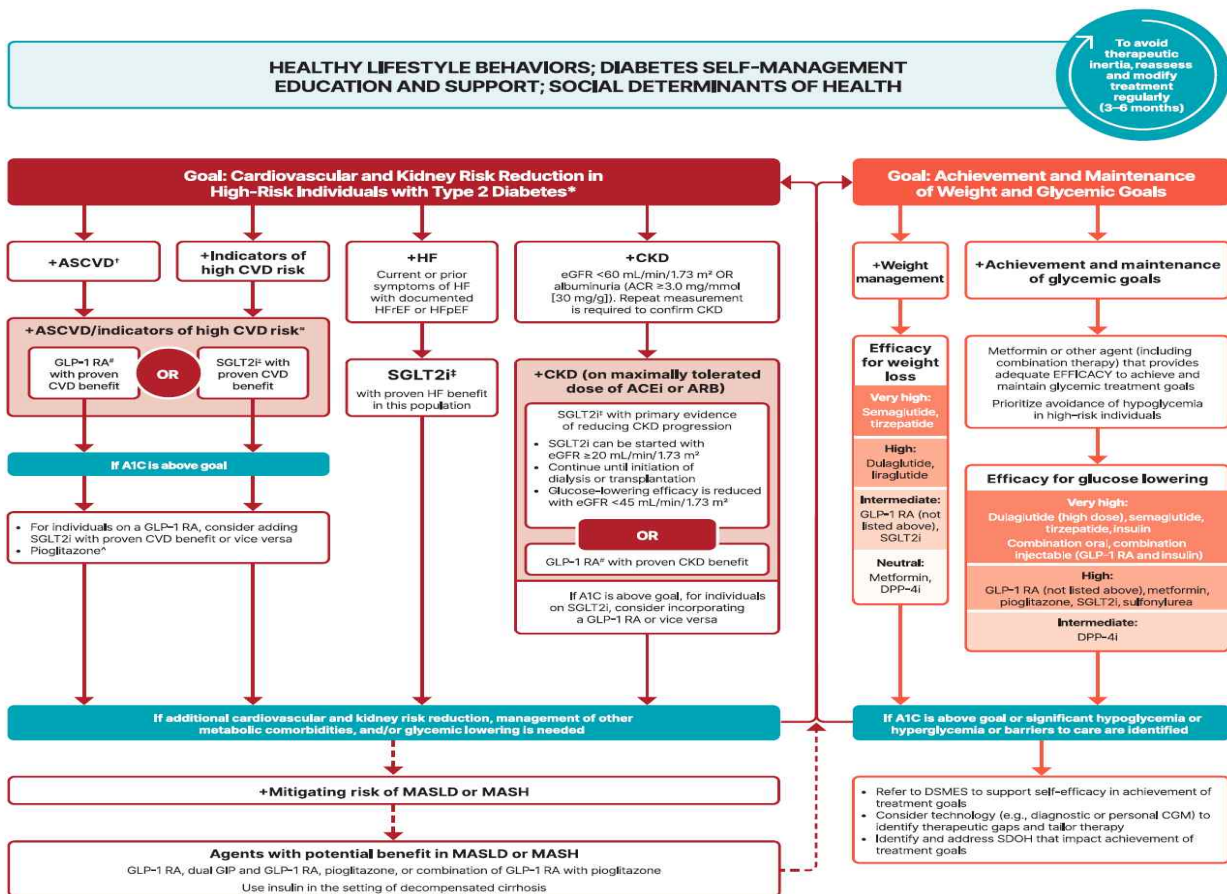 HEALTHY LIFESTYLE BEHAVIORS; DIABETES SELF-MANAGEMENT
EDUCATION AND SUPPORT; SOCIAL DETERMINANTS OF HEALTH
To avoid
therapeutic
inertia, reassess
and modify
treatment
regularly
(3–6 months)
Goal: Cardiovascular and Kidney Risk Reduction in
High-Risk Individuals with Type 2 Diabetes*
+ASCVD†
+Indicators of
high CVD risk
+HF
Current or prior
symptoms of HF
with documented
HFrEF or HFpEF
+CKD
eGFR <60 mL/min/1.73 m² OR
albuminuria (ACR ≥3.0 mg/mmol
[30 mg/g]). Repeat measurement
is required to confirm CKD
+ASCVD/indicators of high CVD risk"
GLP-1 RA#
with proven
CVD benefit
OR
SGLT2i‡ with
proven CVD
benefit
SGLT2i‡
with proven HF benefit
in this population
+CKD (on maximally tolerated
dose of ACEi or ARB)
SGLT2i‡ with primary evidence
of reducing CKD progression
• SGLT2i can be started with
eGFR ≥20 mL/min/1.73 m²
• Continue until initiation of
dialysis or transplantation
• Glucose-lowering efficacy is reduced
with eGFR <45 mL/min/1.73 m²
OR
GLP-1 RA# with proven CKD benefit
If A1C is above goal, for individuals
on SGLT2i, consider incorporating
a GLP-1 RA or vice versa
If A1C is above goal
• For individuals on a GLP-1 RA, consider adding
SGLT2i with proven CVD benefit or vice versa
• Pioglitazone^
If additional cardiovascular and kidney risk reduction, management of other
metabolic comorbidities, and/or glycemic lowering is needed
+Mitigating risk of MASLD or MASH
Agents with potential benefit in MASLD or MASH
GLP-1 RA, dual GIP and GLP-1 RA, pioglitazone, or combination of GLP-1 RA with pioglitazone
Use insulin in the setting of decompensated cirrhosis
Goal: Achievement and Maintenance
of Weight and Glycemic Goals
+Weight
management
Efficacy
for weight
loss
Very high:
Semaglutide,
tirzepatide
High:
Dulaglutide,
liraglutide
Intermediate:
GLP-1 RA (not
listed above),
SGLT2i
Neutral:
Metformin,
DPP-4i
+Achievement and maintenance
of glycemic goals
Metformin or other agent (including
combination therapy) that provides
adequate EFFICACY to achieve and
maintain glycemic treatment goals
Prioritize avoidance of hypoglycemia
in high-risk individuals
Efficacy for glucose lowering
Very high:
Dulaglutide (high dose), semaglutide,
tirzepatide, insulin
Combination oral, combination
injectable (GLP-1 RA and insulin)
High:
GLP-1 RA (not listed above), metformin,
pioglitazone, SGLT2i, sulfonylurea
Intermediate:
DPP-4i
If A1C is above goal or significant hypoglycemia or
hyperglycemia or barriers to care are identified
• Refer to DSMES to support self-efficacy in achievement of
treatment goals
• Consider technology (e.g., diagnostic or personal CGM) to
identify therapeutic gaps and tailor therapy
• Identify and address SDOH that impact achievement of
treatment goals